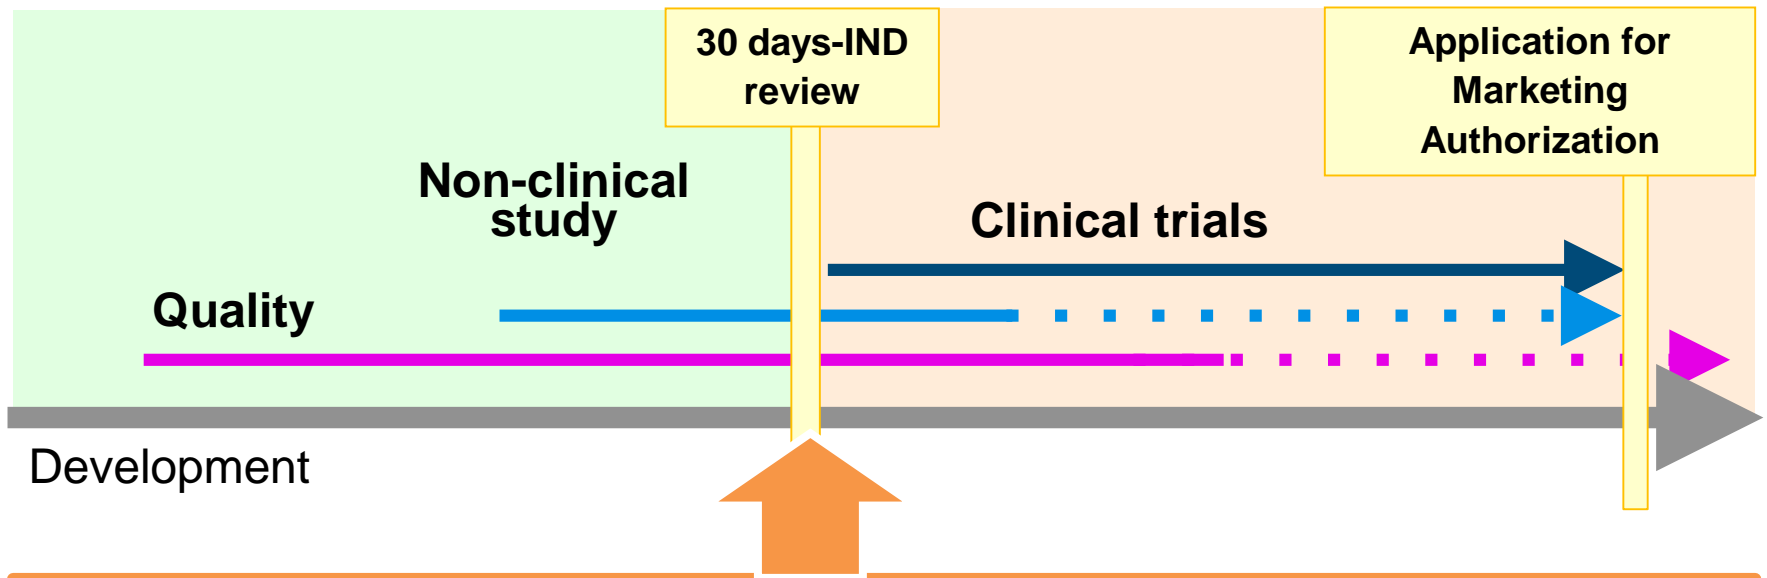 30 days-IND
review
Application for
Marketing
Authorization
Non-clinical
study
Clinical trials
Quality
Development